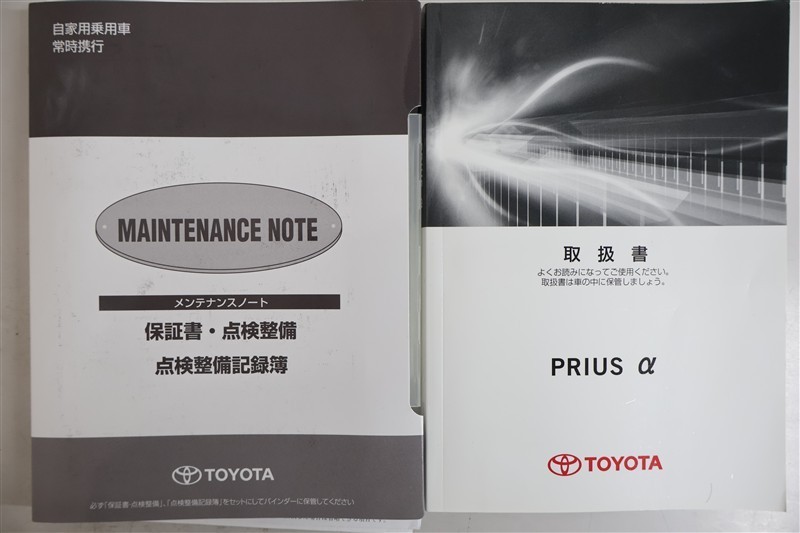 自家用乗用車
常時携行
MAINTENANCE NOTE
メンテナンスノート
保証書・点検整備
点検整備記録簿
TOYOTA
必ず「保証書・点検整備」、「点検整備記録簿」をセットにしてバインダーに保管してください
取扱書
よくお読みになってご使用ください。
取扱書は車の中に保管しましょう。
PRIUS α
TOYOTA